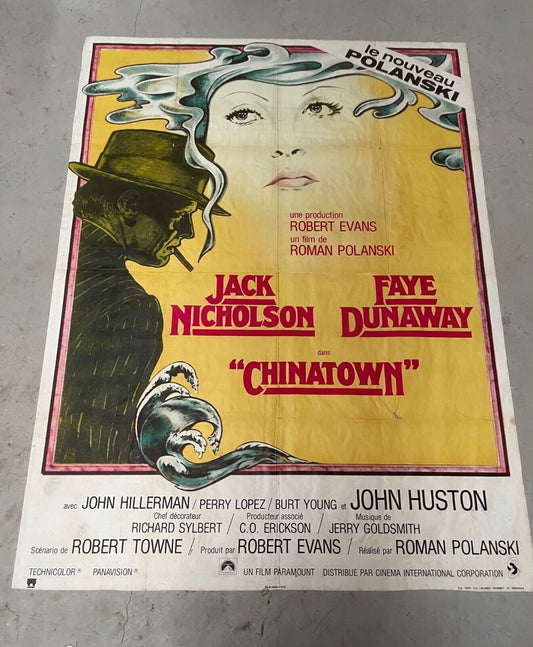 le nouveau
POLANSKI
une production
ROBERT EVANS
un film de
ROMAN POLANSKI
JACK NICHOLSON
FAYE DUNAWAY
dans
“CHINATOWN”
avec JOHN HILLERMAN / PERRY LOPEZ / BURT YOUNG et JOHN HUSTON
Chef décorateur RICHARD SYLBERT / Producteur associé C.O. ERICKSON / Musique de JERRY GOLDSMITH
Scénario de ROBERT TOWNE / Produit par ROBERT EVANS / Réalisé par ROMAN POLANSKI
TECHNICOLOR PANAVISION UN FILM PARAMOUNT DISTRIBUE PAR CINEMA INTERNATIONAL CORPORATION